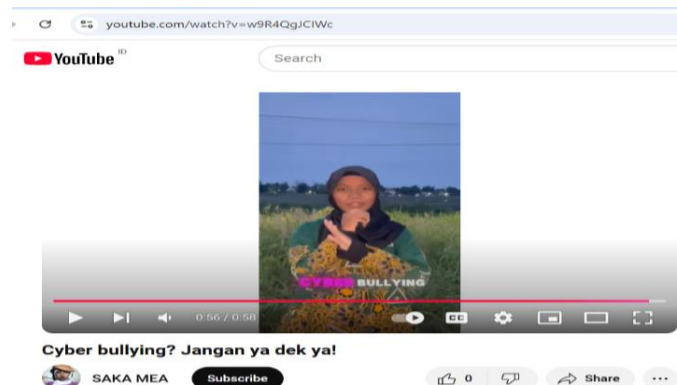 youtube.com/watch?v=w9R4QgJCIWc
YouTube ID
Search
CYBER BULLYING
0:56 / 0:58
CC
Cyber bullying? Jangan ya dek ya!
SAKA MEA
Subscribe
0
Share